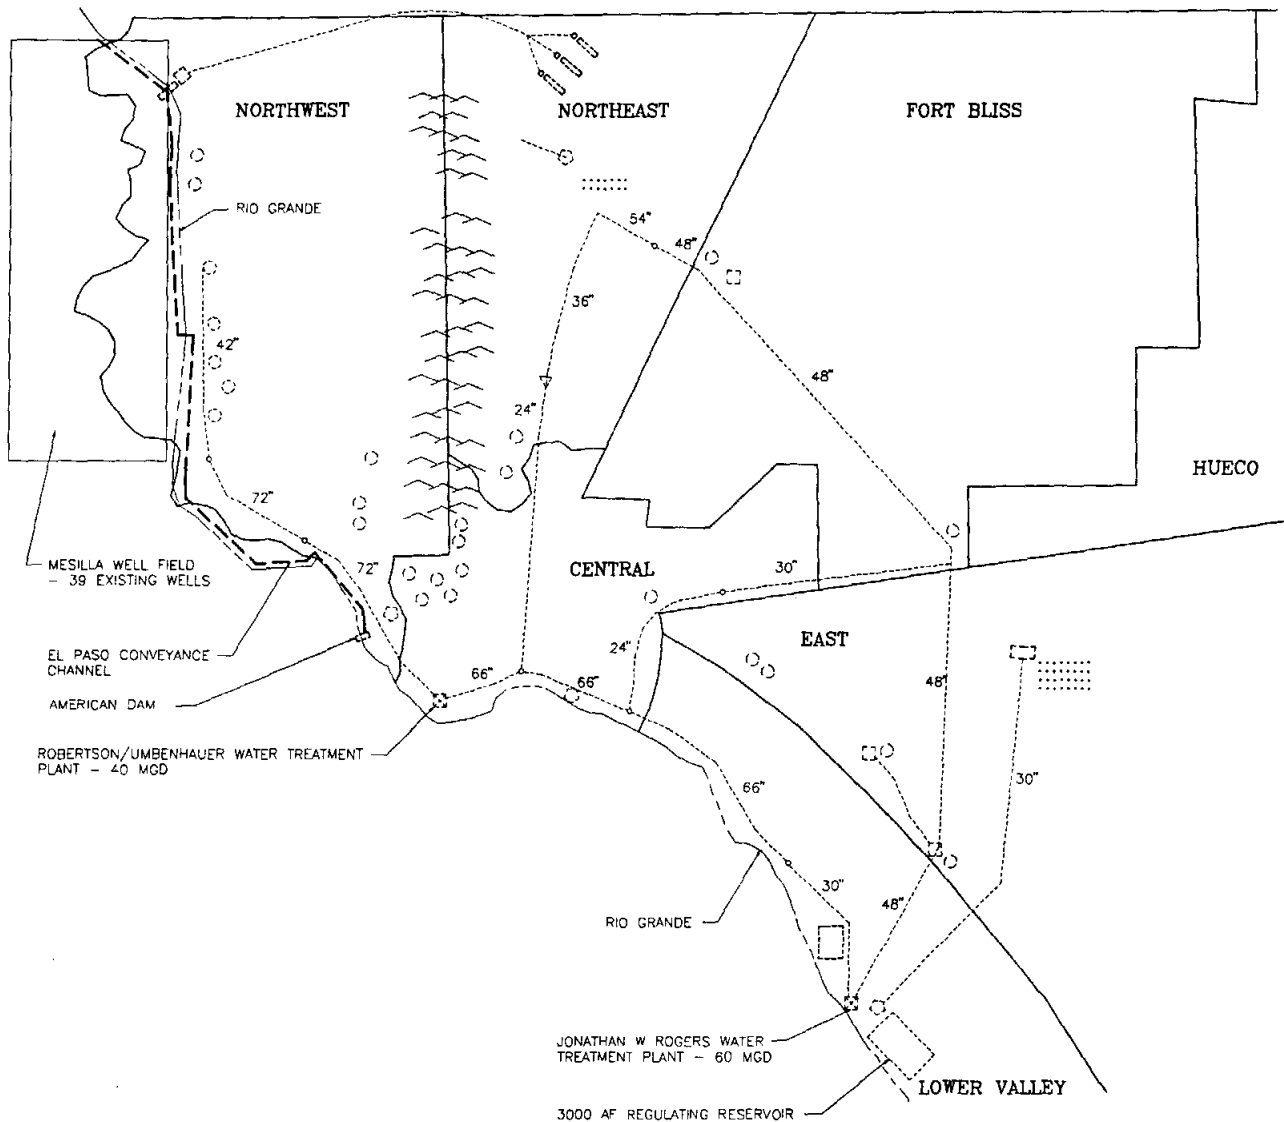 NORTHWEST
NORTHEAST
FORT BLISS
RIO GRANDE
54"
48"
36"
42"
48"
24"
HUECO
72"
MESILLA WELL FIELD
- 39 EXISTING WELLS
72"
CENTRAL
30"
EAST
24"
EL PASO CONVEYANCE
CHANNEL
66"
66"
48"
AMERICAN DAM
ROBERTSON/UMBENHAUER WATER TREATMENT
PLANT - 40 MGD
66"
30"
30"
48"
RIO GRANDE
JONATHAN W ROGERS WATER
TREATMENT PLANT - 60 MGD
LOWER VALLEY
3000 AF REGULATING RESERVOIR